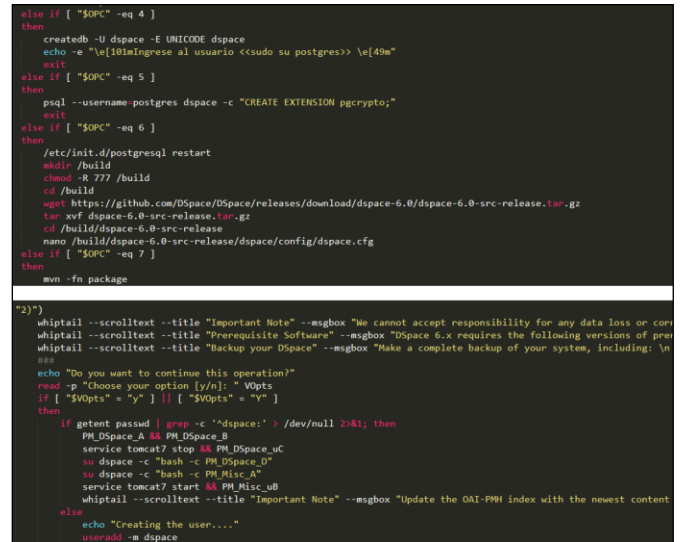 else if [ "$OPC" -eq 4 ]
then
createdb -U dspace -E UNICODE dspace
echo -e "\e[101mIngrese al usuario <<sudo su postgres>> \e[49m"
exit
else if [ "$OPC" -eq 5 ]
then
psql --username=postgres dspace -c "CREATE EXTENSION pgcrypto;"
exit
else if [ "$OPC" -eq 6 ]
then
/etc/init.d/postgresql restart
mkdir /build
chmod -R 777 /build
cd /build
wget https://github.com/DSpace/DSpace/releases/download/dspace-6.0/dspace-6.0-src-release.tar.gz
tar xvf dspace-6.0-src-release.tar.gz
cd /build/dspace-6.0-src-release
nano /build/dspace-6.0-src-release/dspace/config/dspace.cfg
else if [ "$OPC" -eq 7 ]
then
mvn -fn package
"2)")
whiptail --scrolltext --title "Important Note" --msgbox "We cannot accept responsibility for any data loss or corr
whiptail --scrolltext --title "Prerequisite Software" --msgbox "DSpace 6.x requires the following versions of prer
whiptail --scrolltext --title "Backup your DSpace" --msgbox "Make a complete backup of your system, including: \n
###
echo "Do you want to continue this operation?"
read -p "Choose your option [y/n]: " VOpts
if [ "$VOpts" = "y" ] || [ "$VOpts" = "Y" ]
then
if getent passwd | grep -c '^dspace:' > /dev/null 2>&1; then
PM_DSpace_A && PM_DSpace_B
service tomcat7 stop && PM_DSpace_uC
su dspace -c "bash -c PM_DSpace_D"
su dspace -c "bash -c PM_Misc_A"
service tomcat7 start && PM_Misc_uB
whiptail --scrolltext --title "Important Note" --msgbox "Update the OAI-PMH index with the newest content
else
echo "Creating the user...."
useradd -m dspace